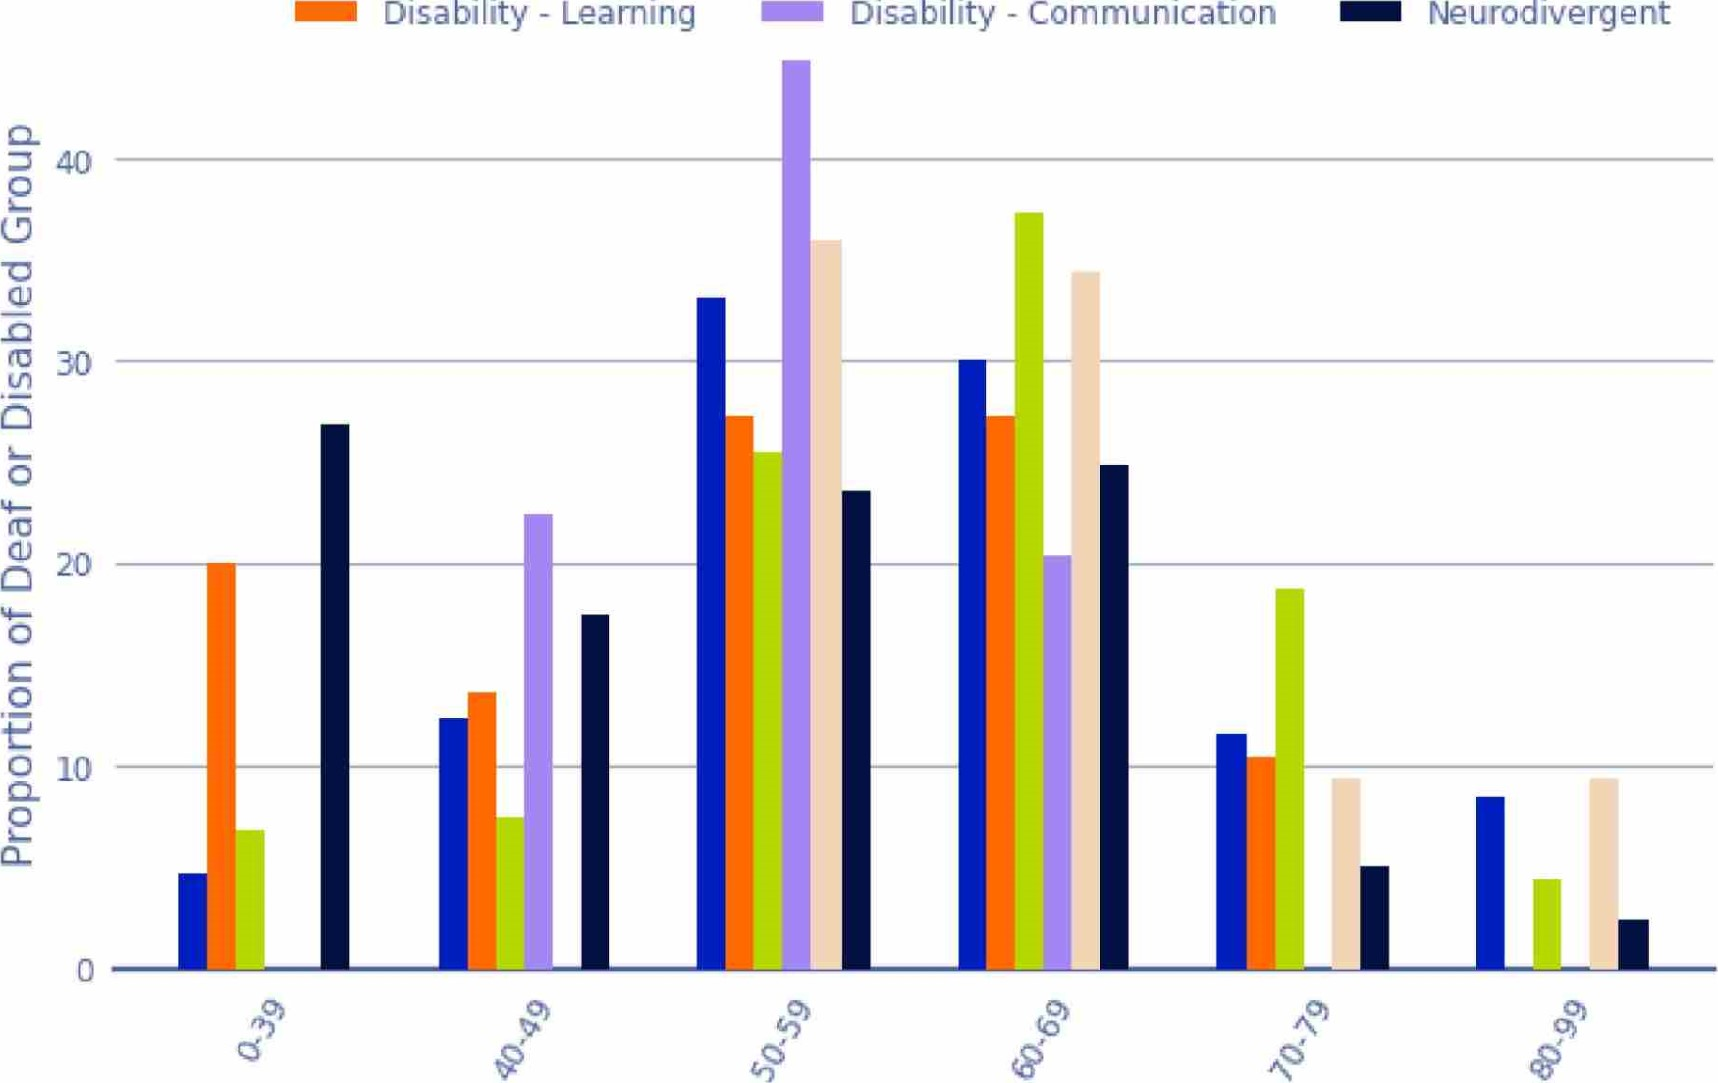 Disability - Learning Disability - Communication Neurodivergent
Proportion of Deaf or Disabled Group
40
30
20
10
0
0-39 40-49 50-59 60-69 70-79 80-99